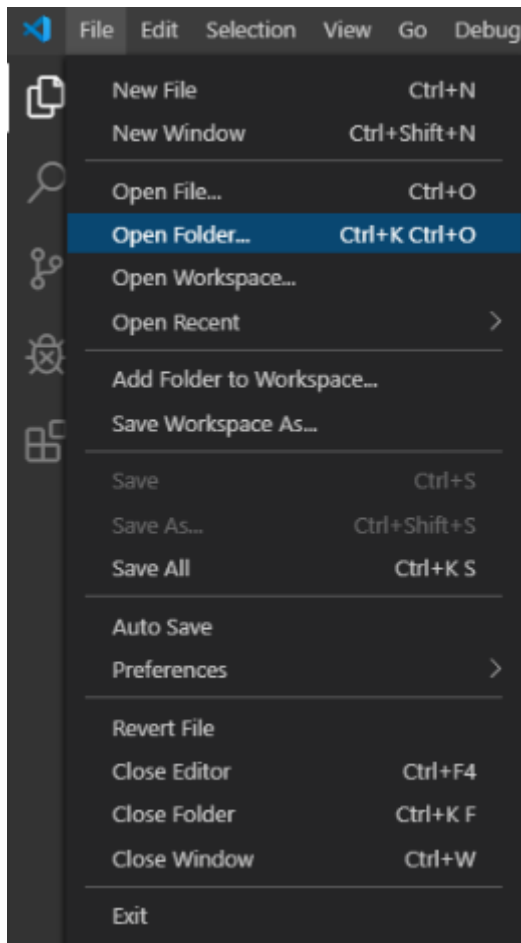 File Edit Selection View Go Debug
New File Ctrl+N
New Window Ctrl+Shift+N
Open File... Ctrl+O
Open Folder... Ctrl+K Ctrl+O
Open Workspace...
Open Recent
Add Folder to Workspace...
Save Workspace As...
Save Ctrl+S
Save As... Ctrl+Shift+S
Save All Ctrl+K S
Auto Save
Preferences
Revert File
Close Editor Ctrl+F4
Close Folder Ctrl+K F
Close Window Ctrl+W
Exit